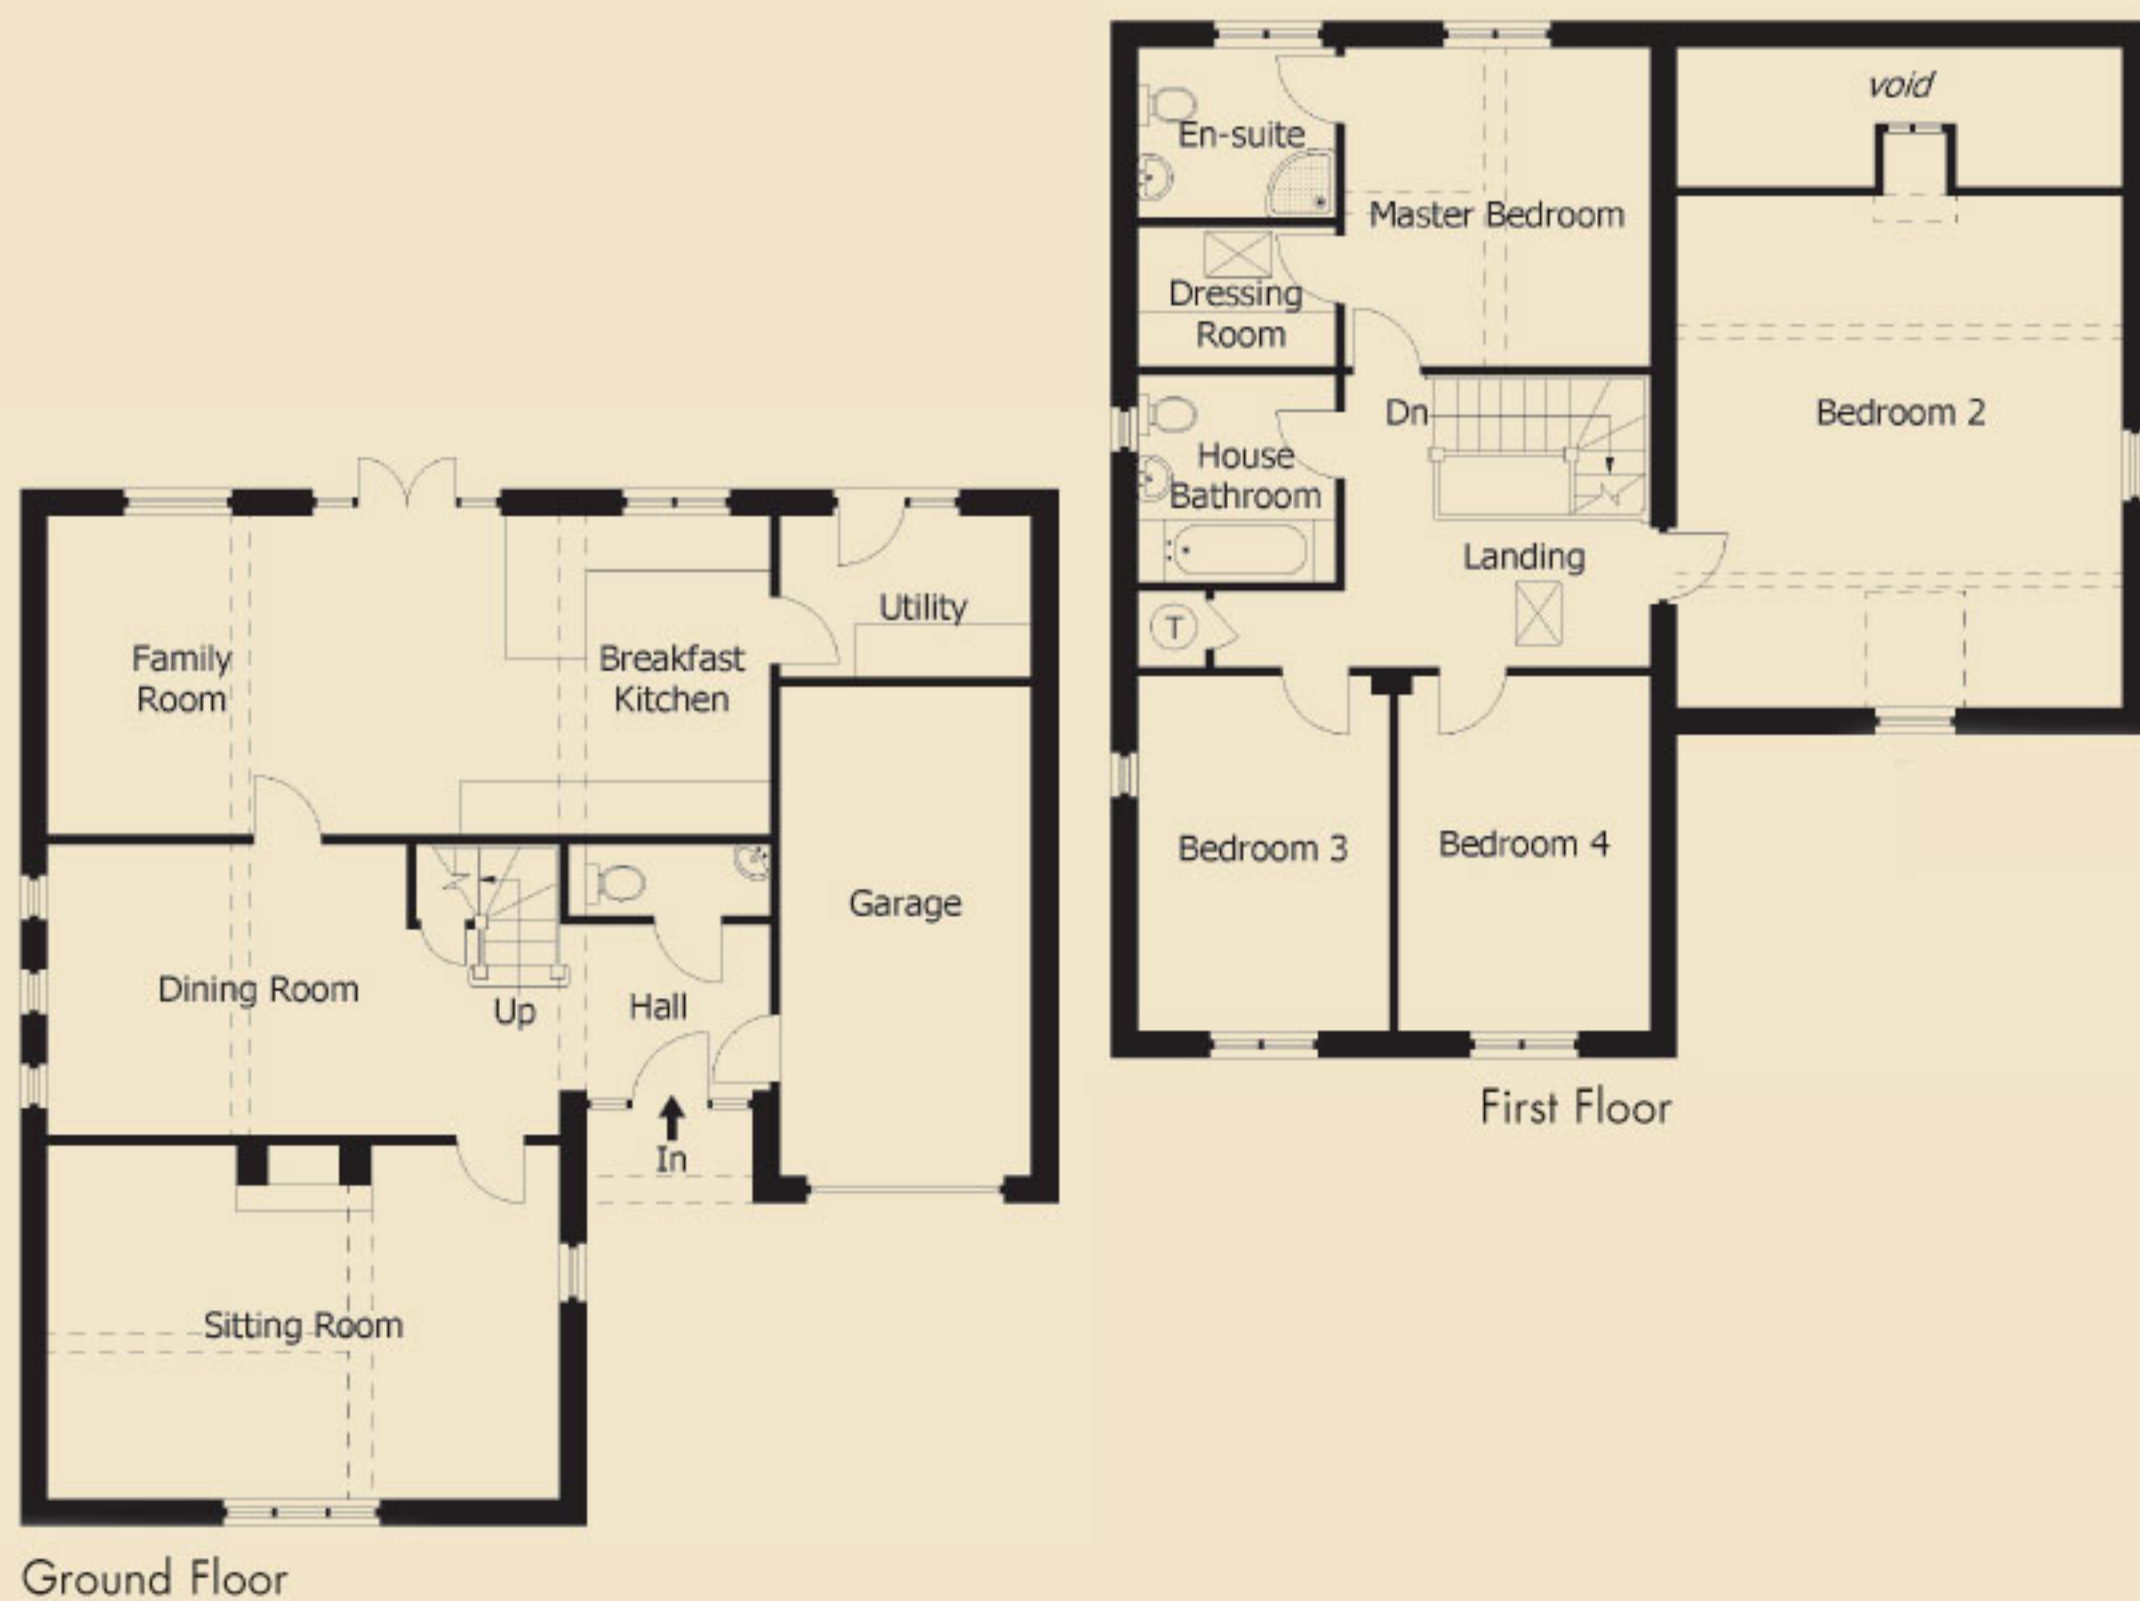 void
En-suite
Master Bedroom
Dressing
Room
Dn
Bedroom 2
House
Bathroom
Landing
T
Bedroom 3
Bedroom 4
First Floor
Family
Room
Breakfast
Kitchen
Utility
Garage
Dining Room
Up
Hall
In
Sitting Room
Ground Floor